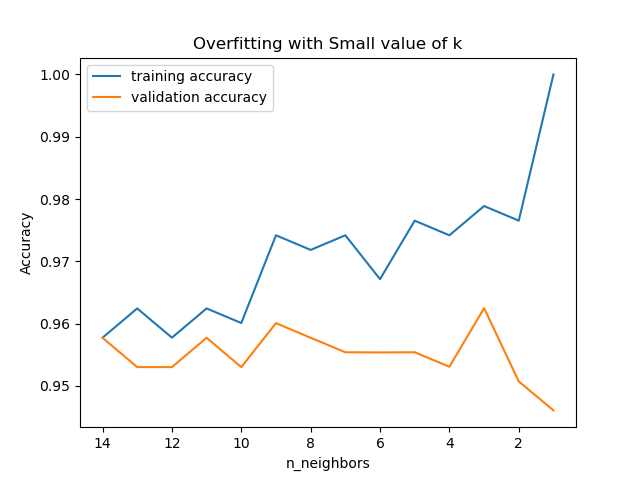 Overfitting with Small value of k
training accuracy
validation accuracy
1.00
0.99
0.98
0.97
0.96
0.95
Accuracy
14 12 10 8 6 4 2
n_neighbors